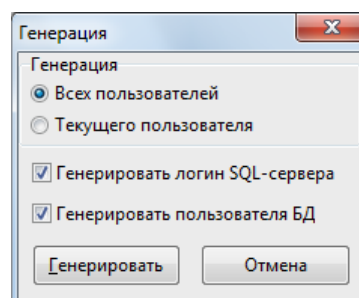 Генерация
Генерация
Всех пользователей
Текущего пользователя
Генерировать логин SQL-сервера
Генерировать пользователя БД
Генерировать Отмена